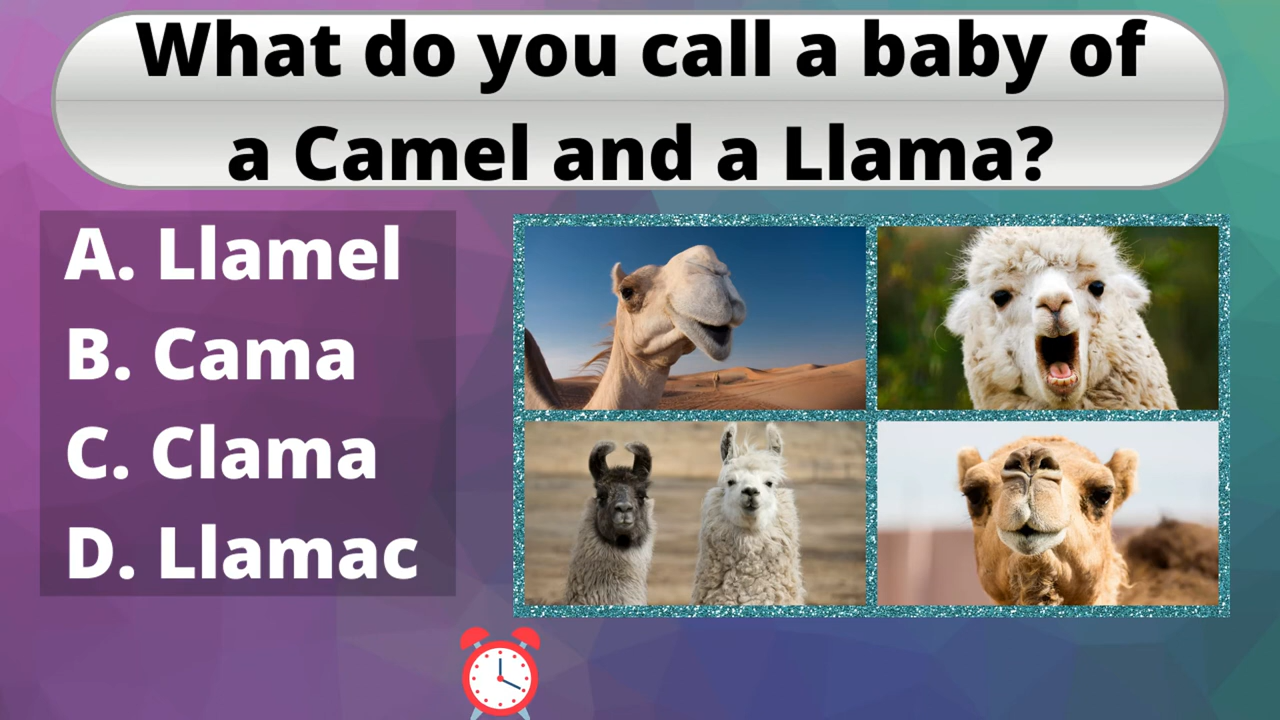 What do you call a baby of
a Camel and a Llama?
A. Llamel
B. Cama
C. Clama
D. Llamac